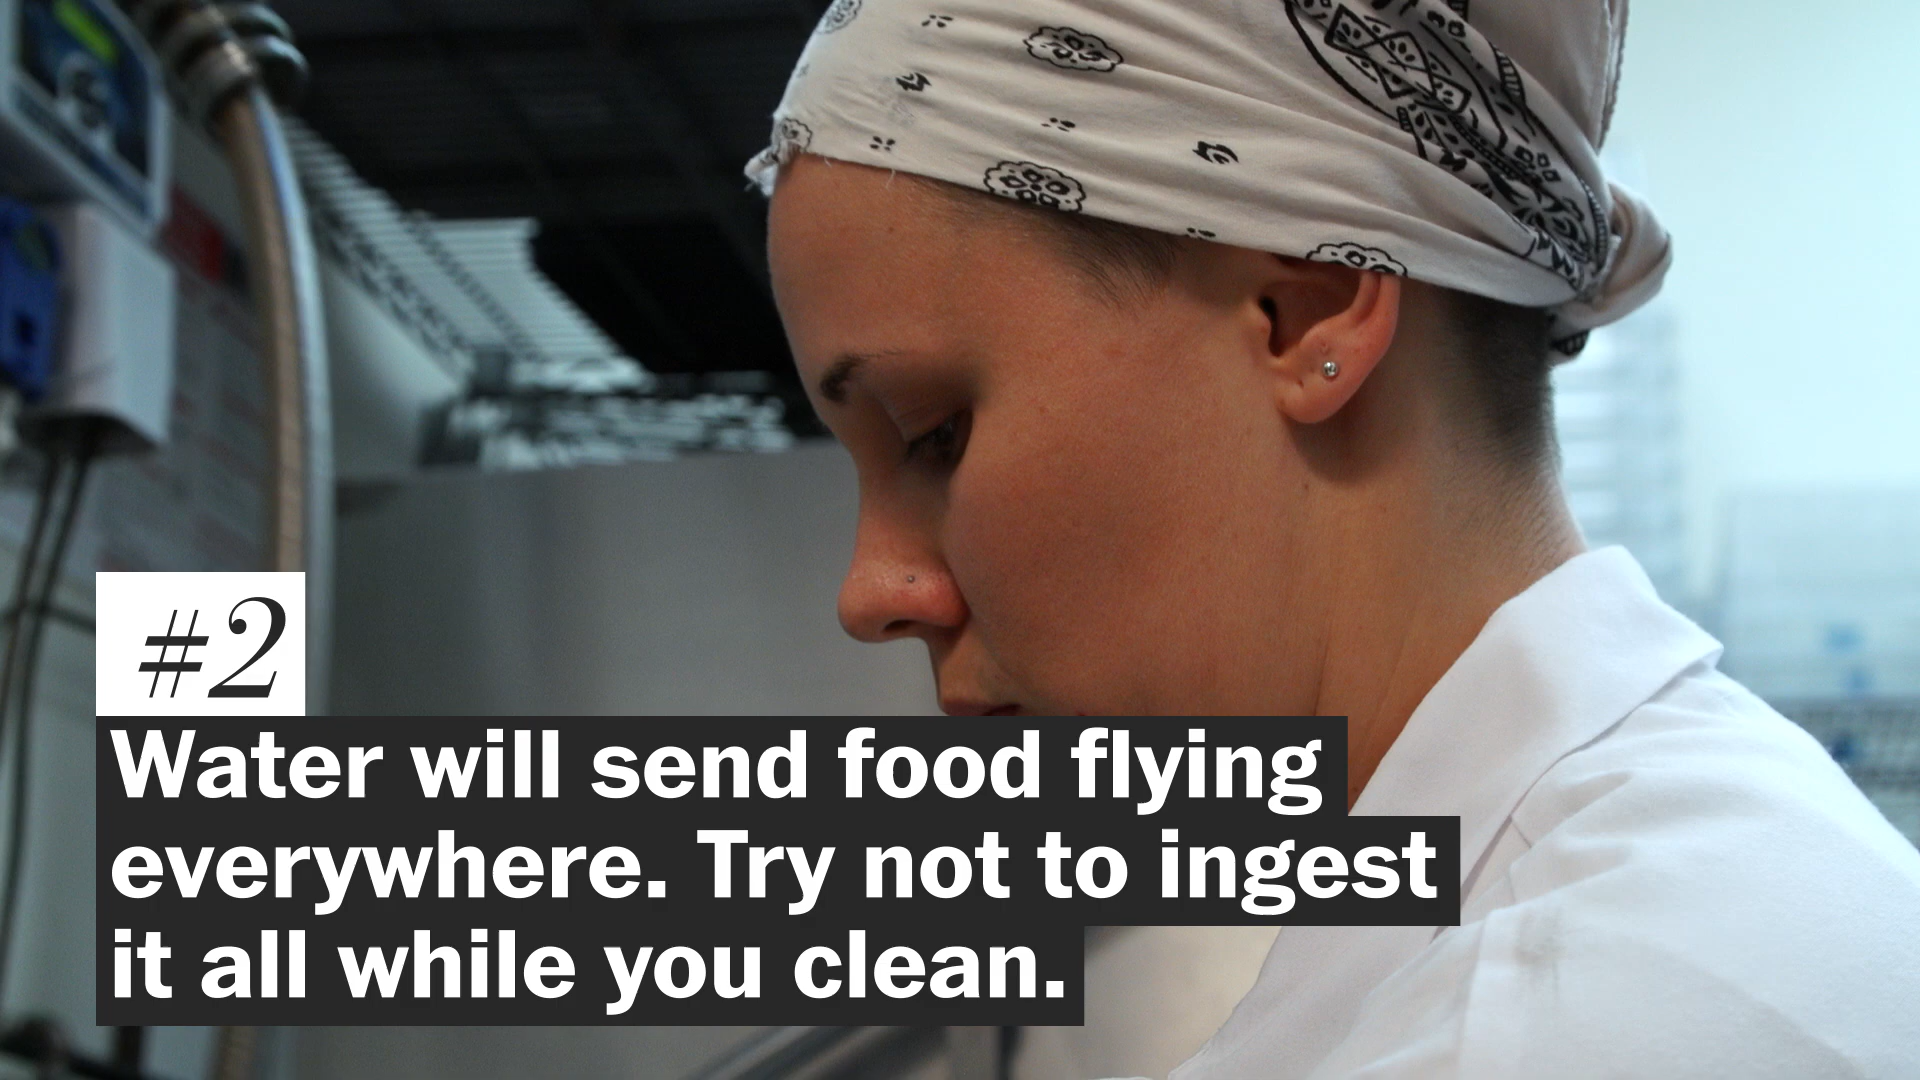 #2
Water will send food flying
everywhere. Try not to ingest
it all while you clean.